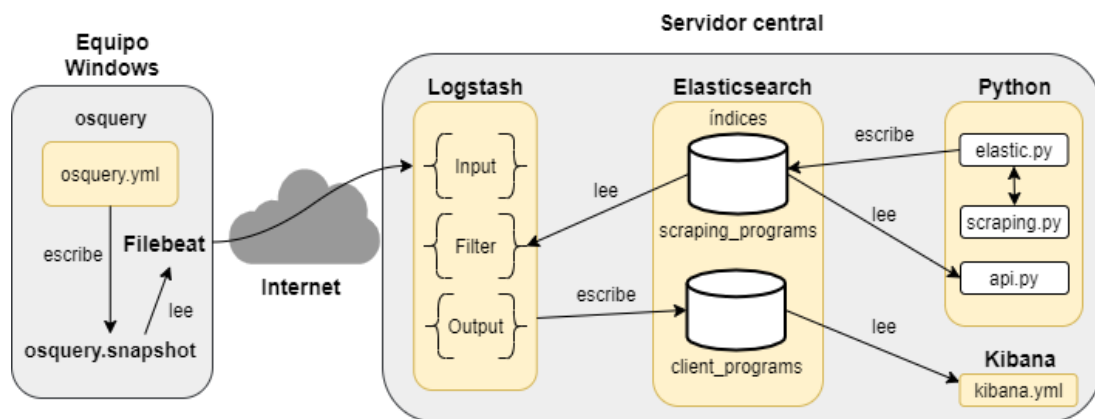 Servidor central
Equipo
Windows
osquery
osquery.yml
escribe
Filebeat
lee
osquery.snapshot
Internet
Logstash
Input
Filter
Output
Elasticsearch
índices
scraping_programs
lee
escribe
client_programs
Python
escribe
elastic.py
scraping.py
lee
api.py
lee
Kibana
kibana.yml